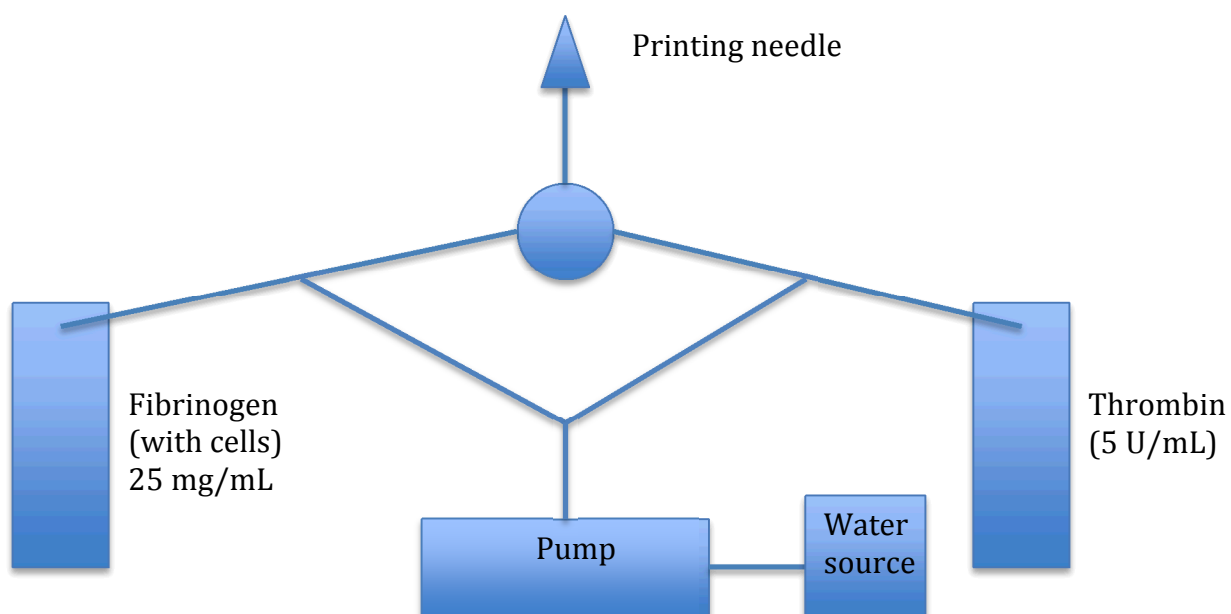 Printing needle
Fibrinogen
(with cells)
25 mg/mL
Thrombin
(5 U/mL)
Pump
Water
source